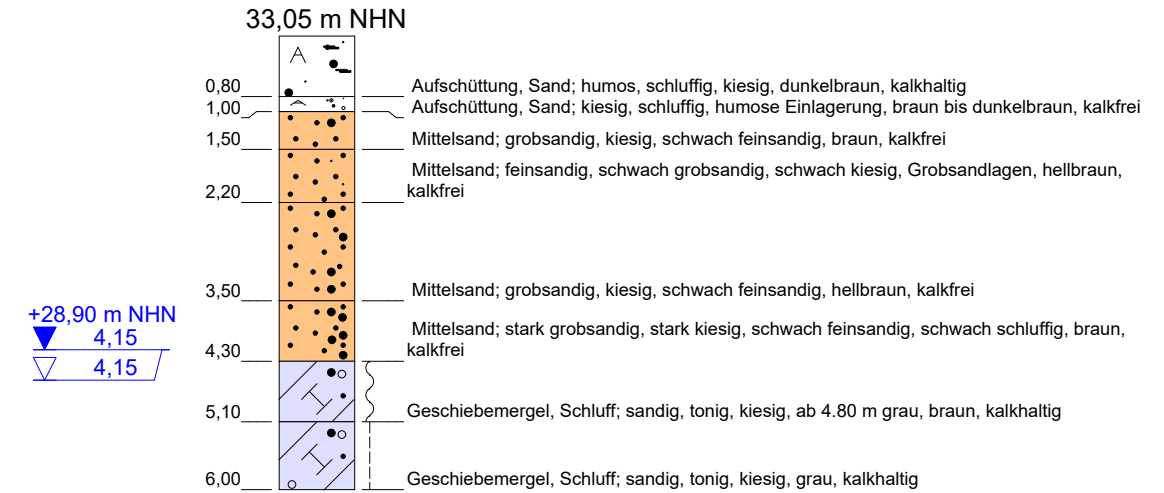 33,05 m NHN
A
0,80 Aufschüttung, Sand; humos, schluffig, kiesig, dunkelbraun, kalkhaltig
1,00 Aufschüttung, Sand; kiesig, schluffig, humose Einlagerung, braun bis dunkelbraun, kalkfrei
1,50 Mittelsand; grobsandig, kiesig, schwach feinsandig, braun, kalkfrei
Mittelsand; feinsandig, schwach grobsandig, schwach kiesig, Grobsandlagen, hellbraun,
2,20 kalkfrei
3,50 Mittelsand; grobsandig, kiesig, schwach feinsandig, hellbraun, kalkfrei
+28,90 m NHN
4,15
Mittelsand; stark grobsandig, stark kiesig, schwach feinsandig, schwach schluffig, braun,
4,30 kalkfrei
4,15
5,10 Geschiebemergel, Schluff; sandig, tonig, kiesig, ab 4.80 m grau, braun, kalkhaltig
6,00 Geschiebemergel, Schluff; sandig, tonig, kiesig, grau, kalkhaltig